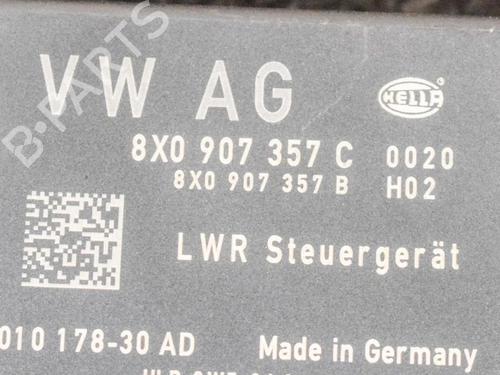 VW AG
HELLA
8X0 907 357 C 0020
8X0 907 357 B H02
LWR Steuergerät
010 178-30 AD Made in Germany
B-PARTS